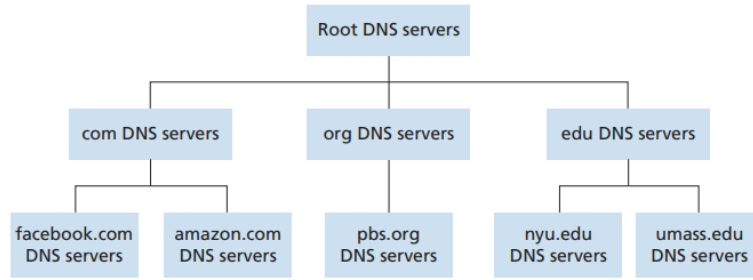 Root DNS servers
com DNS servers
org DNS servers
edu DNS servers
facebook.com
DNS servers
amazon.com
DNS servers
pbs.org
DNS servers
nyu.edu
DNS servers
umass.edu
DNS servers